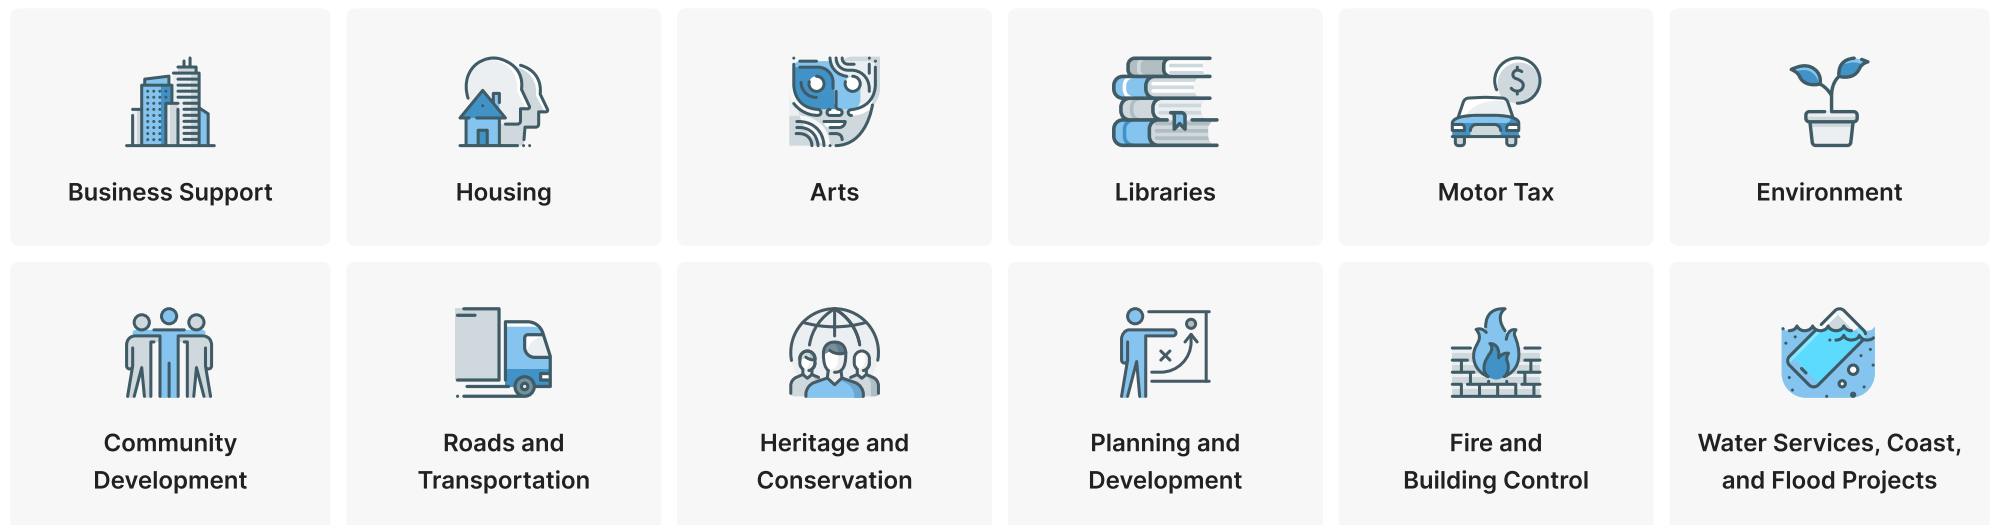 Business Support
Housing
Arts
Libraries
$
Motor Tax
Environment
Community
Development
Roads and
Transportation
Heritage and
Conservation
Planning and
Development
Fire and
Building Control
Water Services, Coast,
and Flood Projects